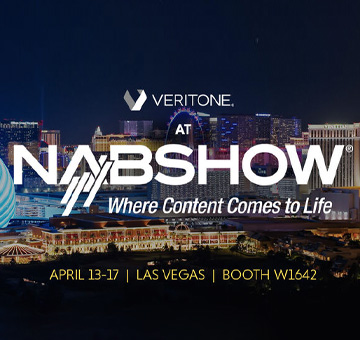 VERITONE®
AT
NABSHOW®
Where Content Comes to Life
APRIL 13-17 | LAS VEGAS | BOOTH W1642